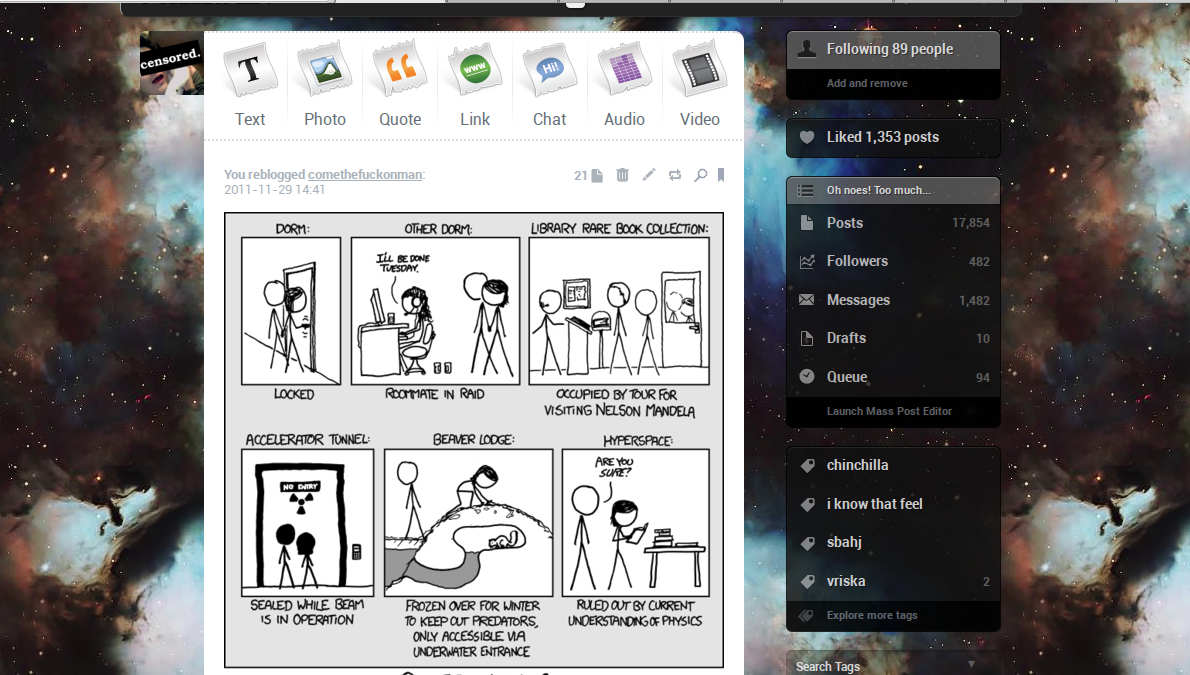 censored.
T
Hi!
www
Text
Photo
Quote
Link
Chat
Audio
Video
You reblogged comethefuckonman:
2011-11-29 14:41
21
DORM:
LOCKED
OTHER DORM:
I'LL BE DONE
TUESDAY.
ROOMMATE IN RAID
LIBRARY RARE BOOK COLLECTION:
OCCUPIED BY TOUR FOR
VISITING NELSON MANDELA
ACCELERATOR TUNNEL:
NO ENTRY
SEALED WHILE BEAM
IS IN OPERATION
BEAVER LODGE:
FROZEN OVER FOR WINTER
TO KEEP OUT PREDATORS,
ONLY ACCESSIBLE VIA
UNDERWATER ENTRANCE
HYPERSPACE:
ARE YOU
SURE?
RULED OUT BY CURRENT
UNDERSTANDING OF PHYSICS
Following 89 people
Add and remove
Liked 1,353 posts
Oh noes! Too much...
Posts 17,854
Followers 482
Messages 1,482
Drafts 10
Queue 94
Launch Mass Post Editor
chinchilla
i know that feel
sbahj
vriska 2
Explore more tags
Search Tags